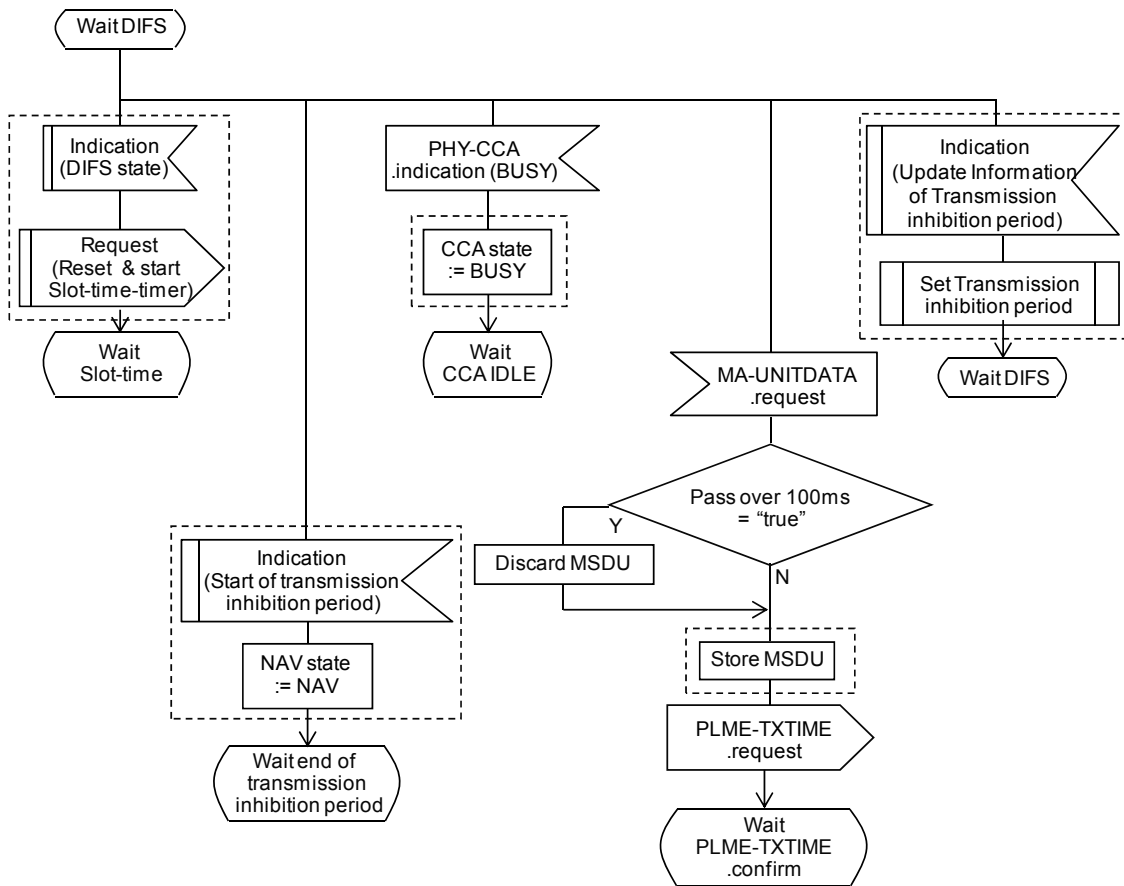 Wait DIFS
Indication
(DIFS state)
Request
(Reset & start
Slot-time-timer)
Wait
Slot-time
PHY-CCA
.indication (BUSY)
CCA state
:= BUSY
Wait
CCA IDLE
Indication
(Update Information
of Transmission
inhibition period)
Set Transmission
inhibition period
Wait DIFS
MA-UNITDATA
.request
Pass over 100ms
= “true”
Y
N
Discard MSDU
Store MSDU
PLME-TXTIME
.request
Wait
PLME-TXTIME
.confirm
Indication
(Start of transmission
inhibition period)
NAV state
:= NAV
Wait end of
transmission
inhibition period